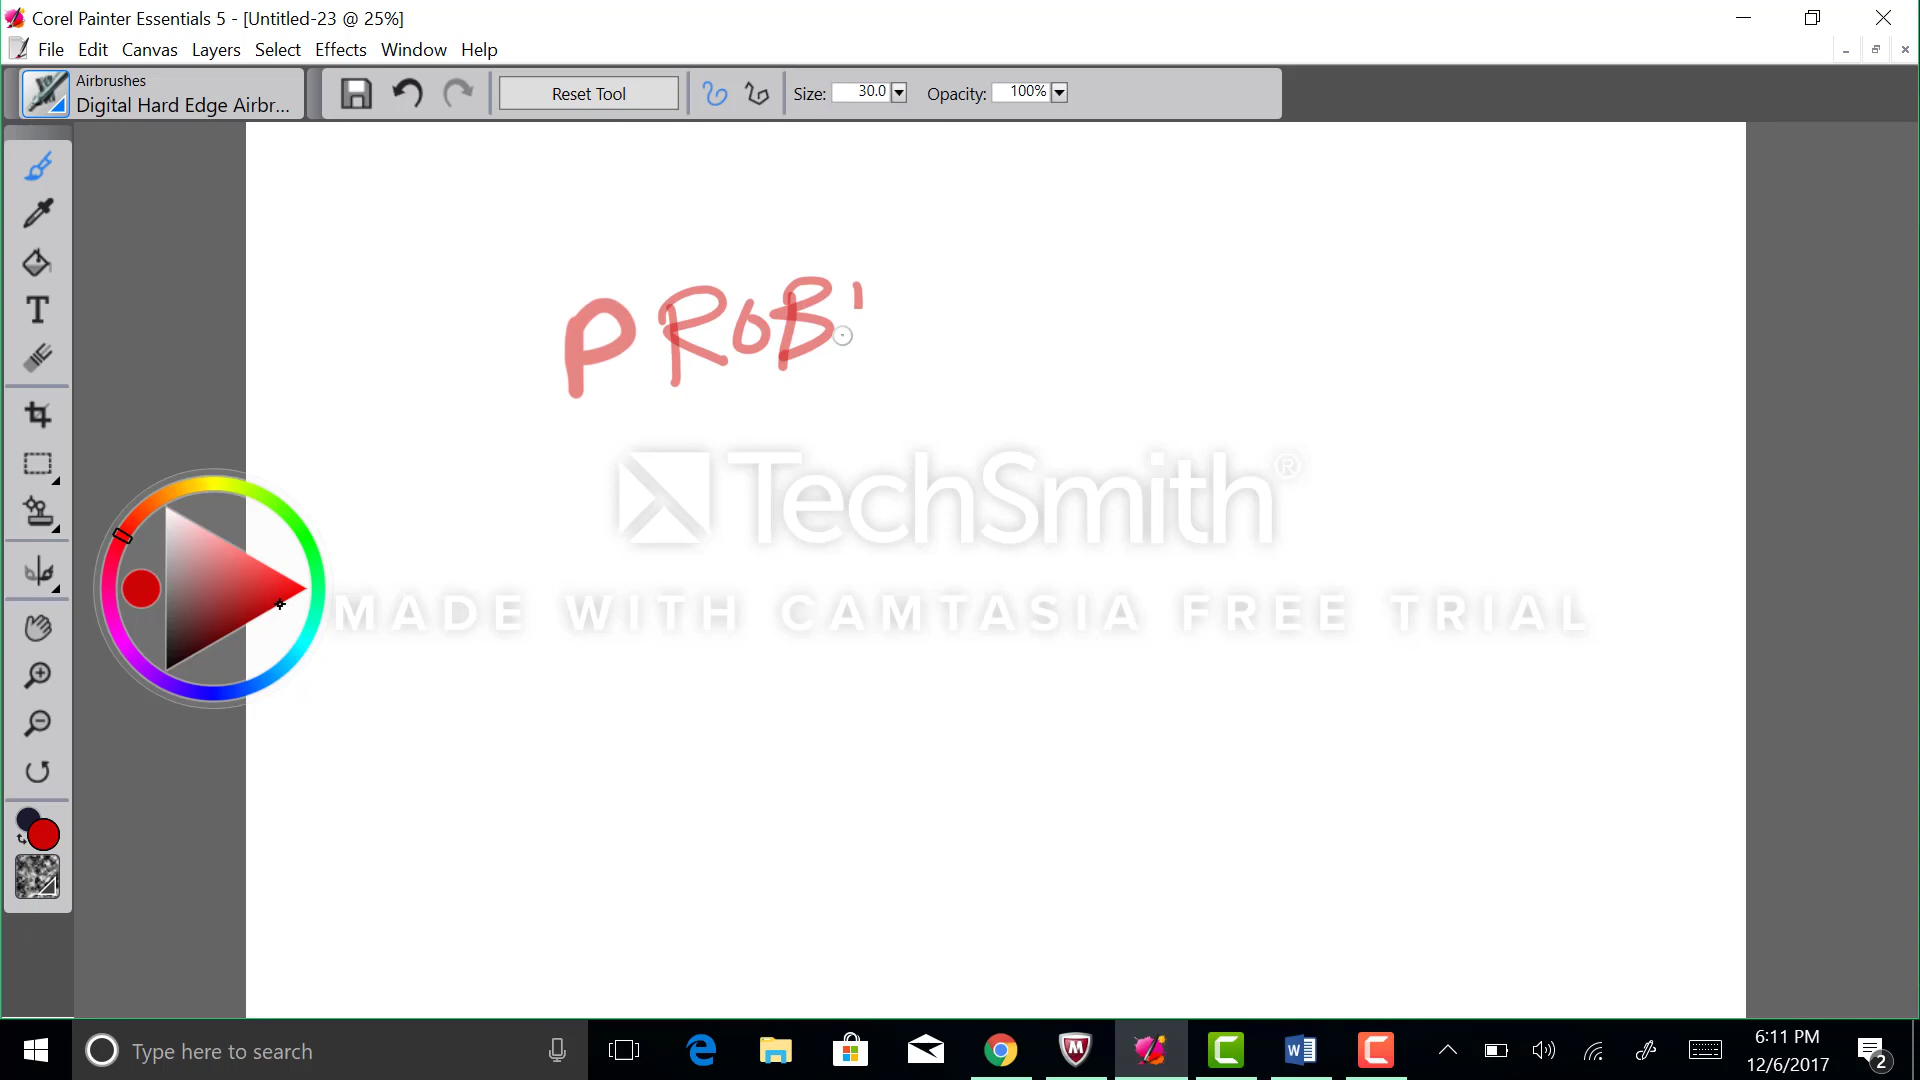 Corel Painter Essentials 5 - [Untitled-23 @ 25%]
File Edit Canvas Layers Select Effects Window Help
Airbrushes
Digital Hard Edge Airbr...
Reset Tool
Size: 30.0
Opacity: 100%
T
PROB
TechSmith®
MADE WITH CAMTASIA FREE TRIAL
Type here to search
6:11 PM
12/6/2017
2